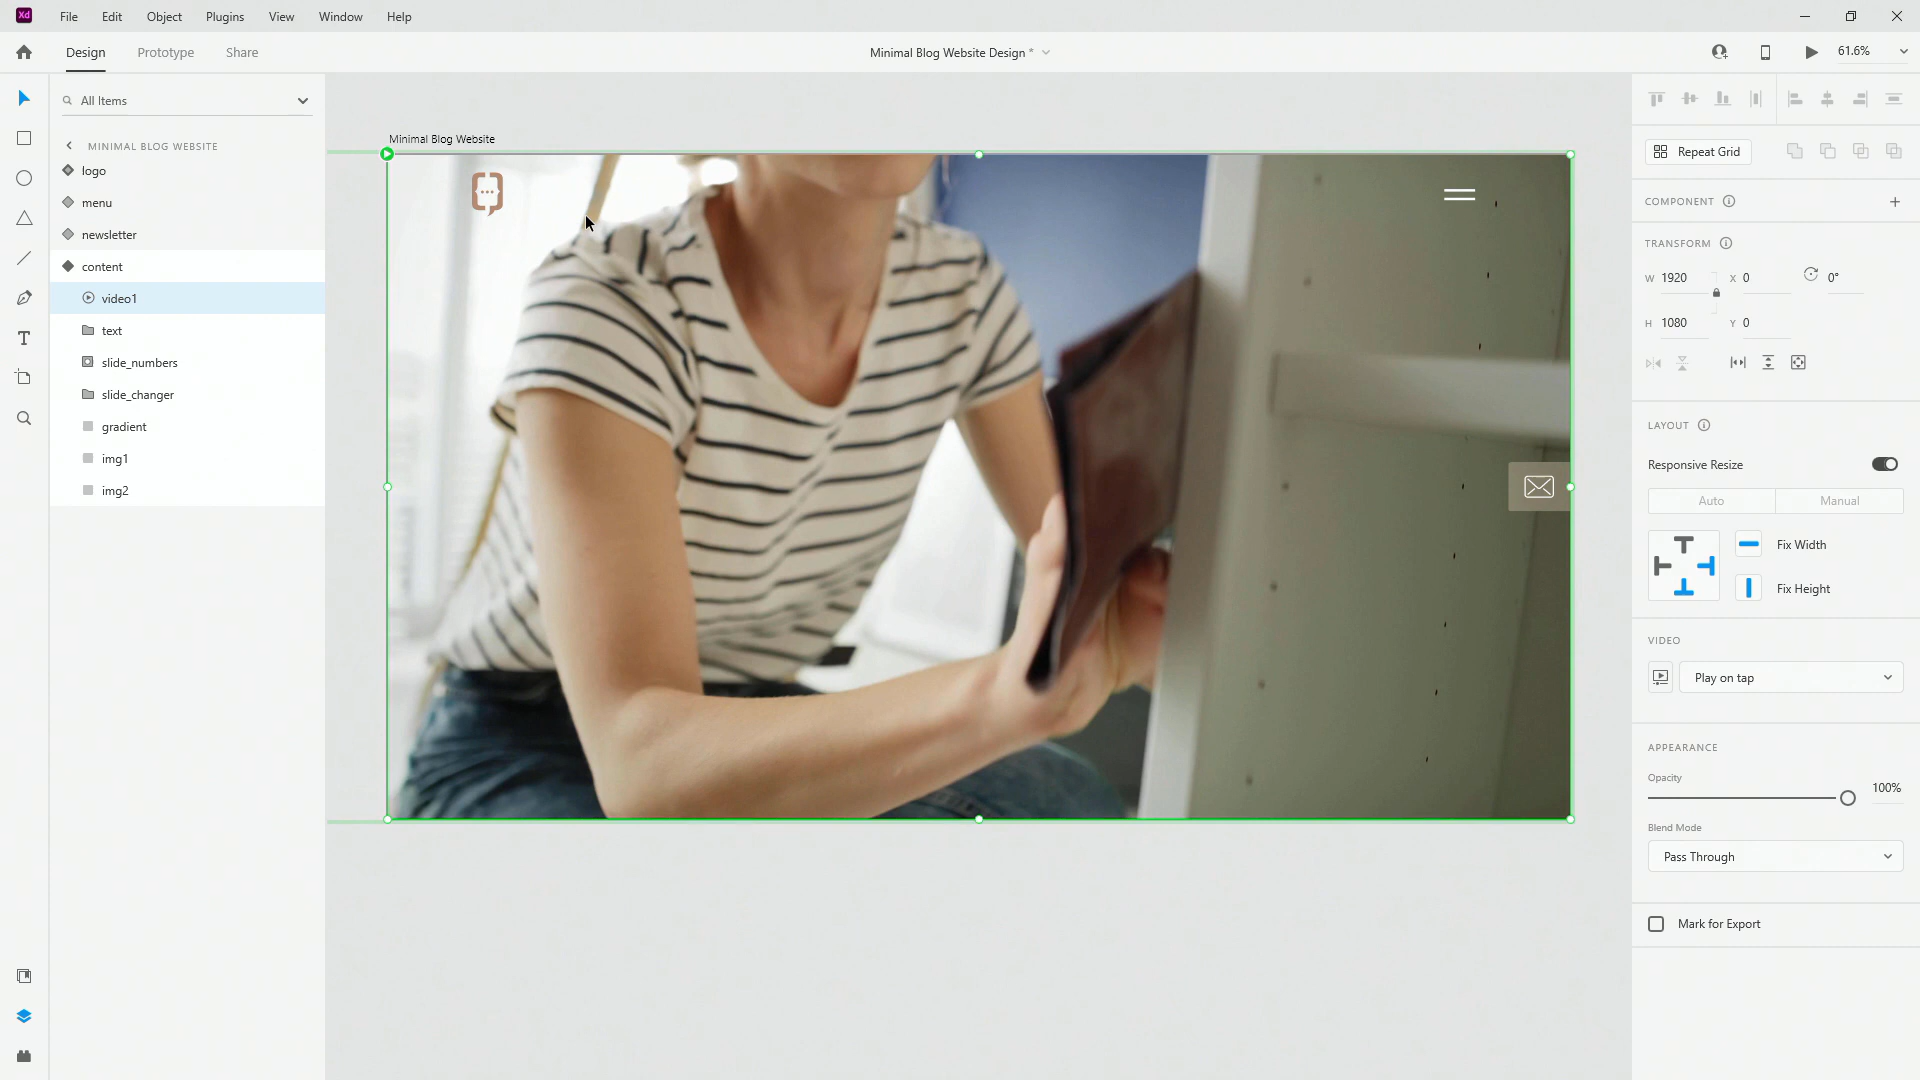 Xd File Edit Object Plugins View Window Help
Design Prototype Share
Minimal Blog Website Design *
61.6%
All Items
MINIMAL BLOG WEBSITE
logo
menu
newsletter
content
video1
text
slide_numbers
slide_changer
gradient
img1
img2
Minimal Blog Website
Repeat Grid
COMPONENT
TRANSFORM
W 1920 X 0 0°
H 1080 Y 0
LAYOUT
Responsive Resize
Auto Manual
Fix Width
Fix Height
VIDEO
Play on tap
APPEARANCE
Opacity
100%
Blend Mode
Pass Through
Mark for Export